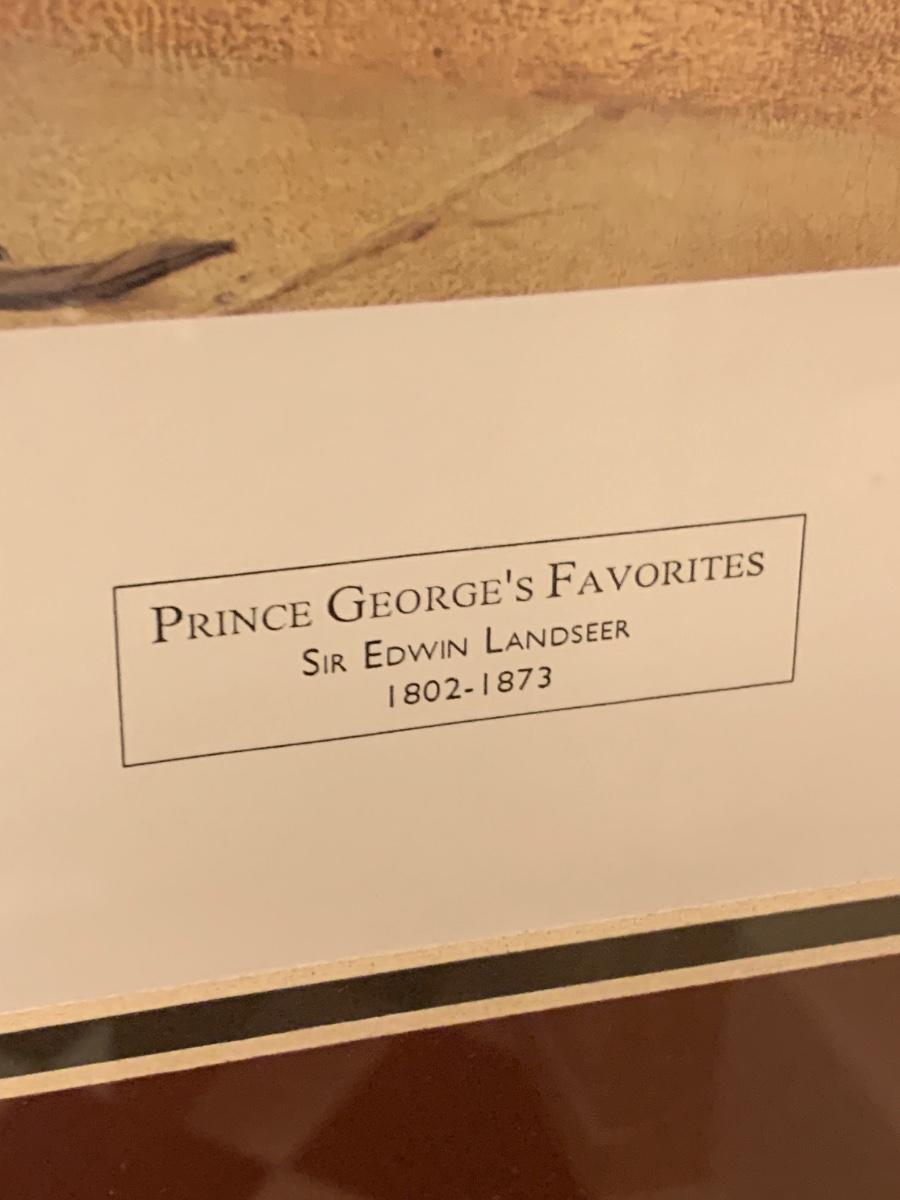 PRINCE GEORGE'S FAVORITES
SIR EDWIN LANDSEER
1802-1873